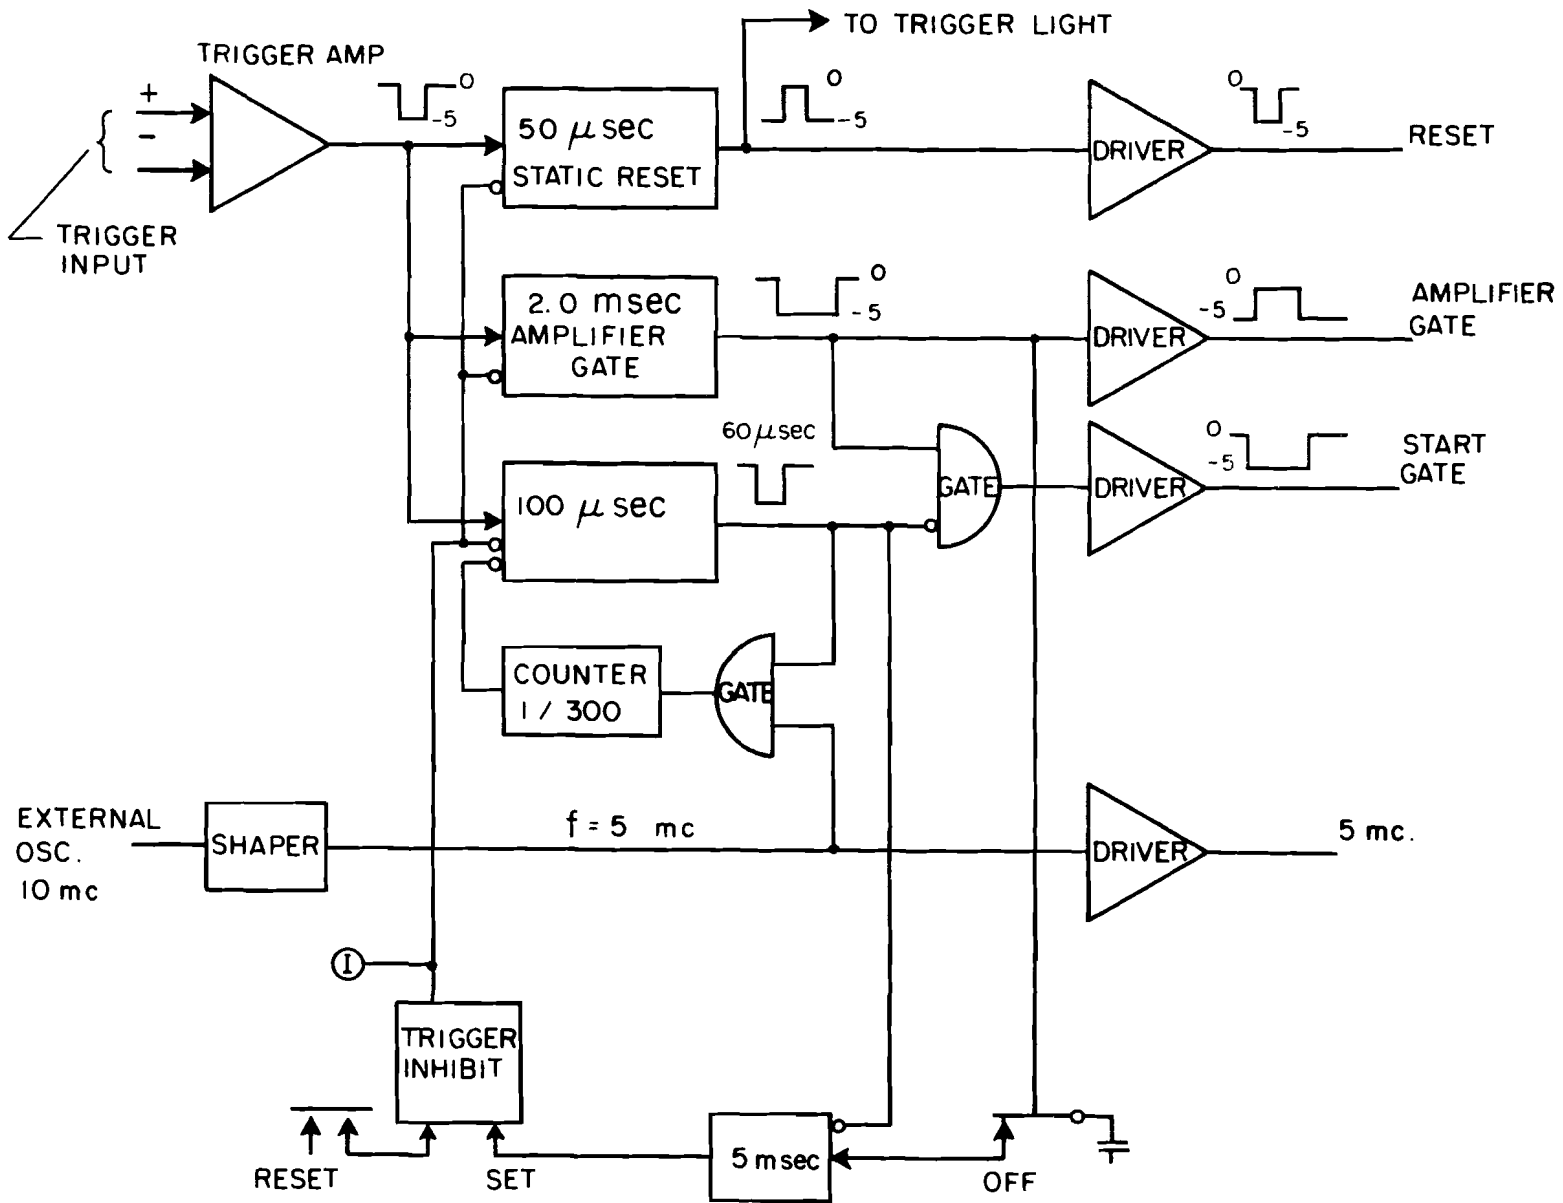 TO TRIGGER LIGHT
TRIGGER AMP
+
-
TRIGGER
INPUT
0
-5
50 μsec
STATIC RESET
0
-5
DRIVER
0
-5
RESET
2.0 msec
AMPLIFIER
GATE
0
-5
DRIVER
0
-5
AMPLIFIER
GATE
60 μsec
100 μsec
GATE
DRIVER
0
-5
START
GATE
COUNTER
1 / 300
GATE
EXTERNAL
OSC.
10 mc
SHAPER
f = 5 mc
DRIVER
5 mc.
I
TRIGGER
INHIBIT
RESET
SET
5 msec
OFF